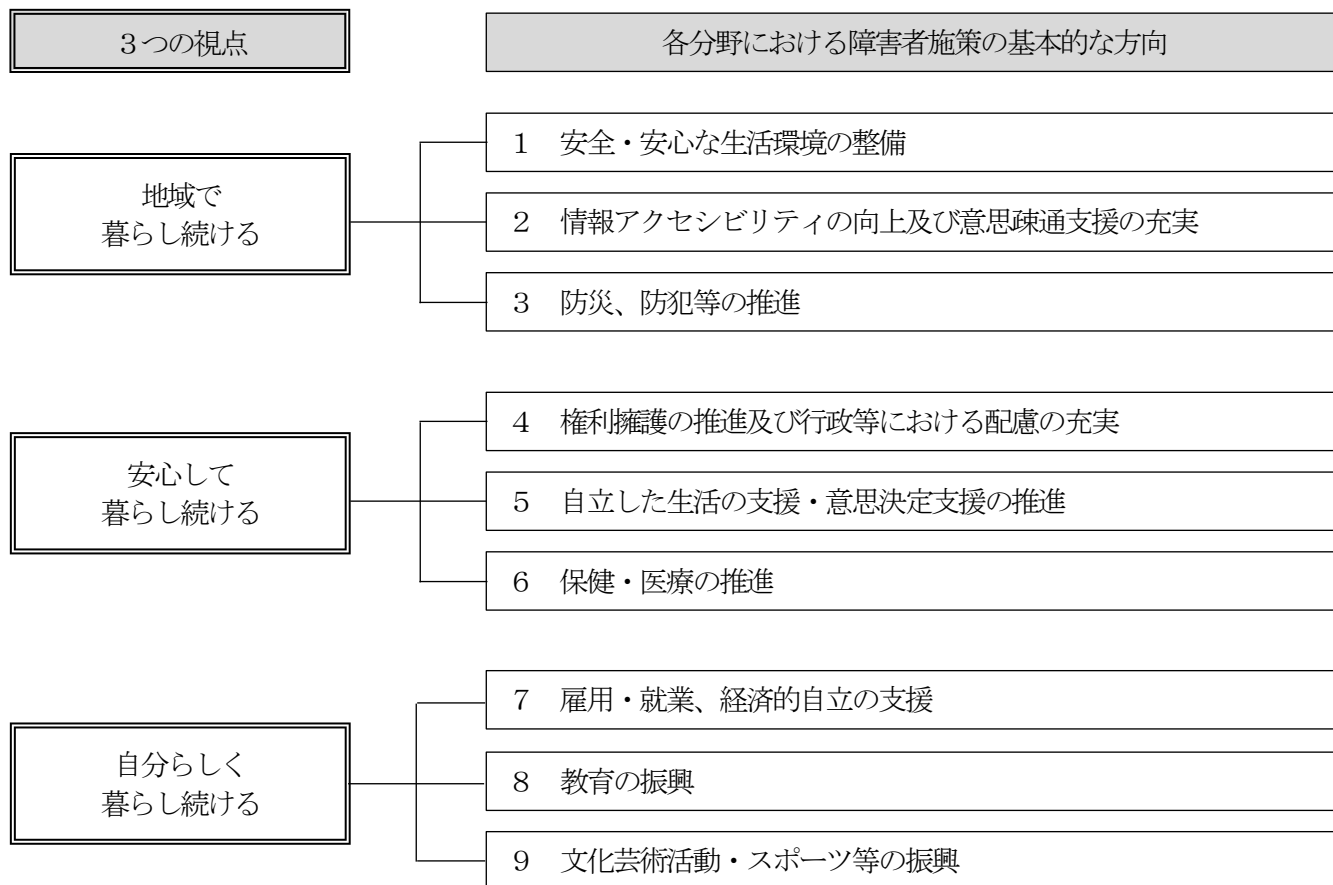 ３つの視点
各分野における障害者施策の基本的な方向
地域で
暮らし続ける
１　安全・安心な生活環境の整備
２　情報アクセシビリティの向上及び意思疎通支援の充実
３　防災、防犯等の推進
安心して
暮らし続ける
４　権利擁護の推進及び行政等における配慮の充実
５　自立した生活の支援・意思決定支援の推進
６　保健・医療の推進
自分らしく
暮らし続ける
７　雇用・就業、経済的自立の支援
８　教育の振興
９　文化芸術活動・スポーツ等の振興